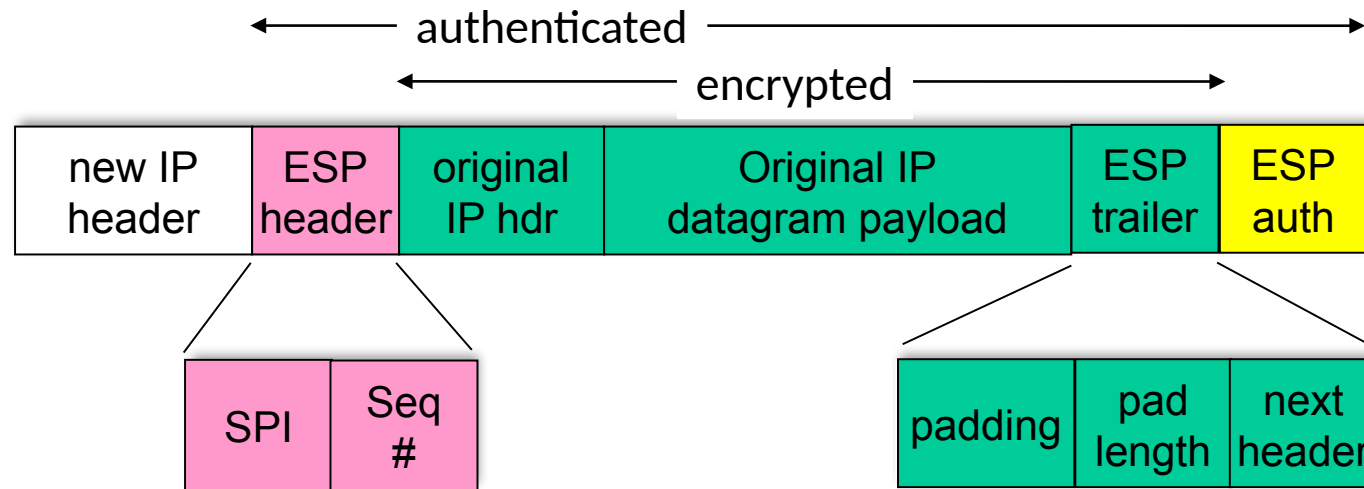 authenticated
encrypted
new IP
header
ESP
header
original
IP hdr
Original IP
datagram payload
ESP
trailer
ESP
auth
SPI
Seq
#
padding
pad
length
next
header